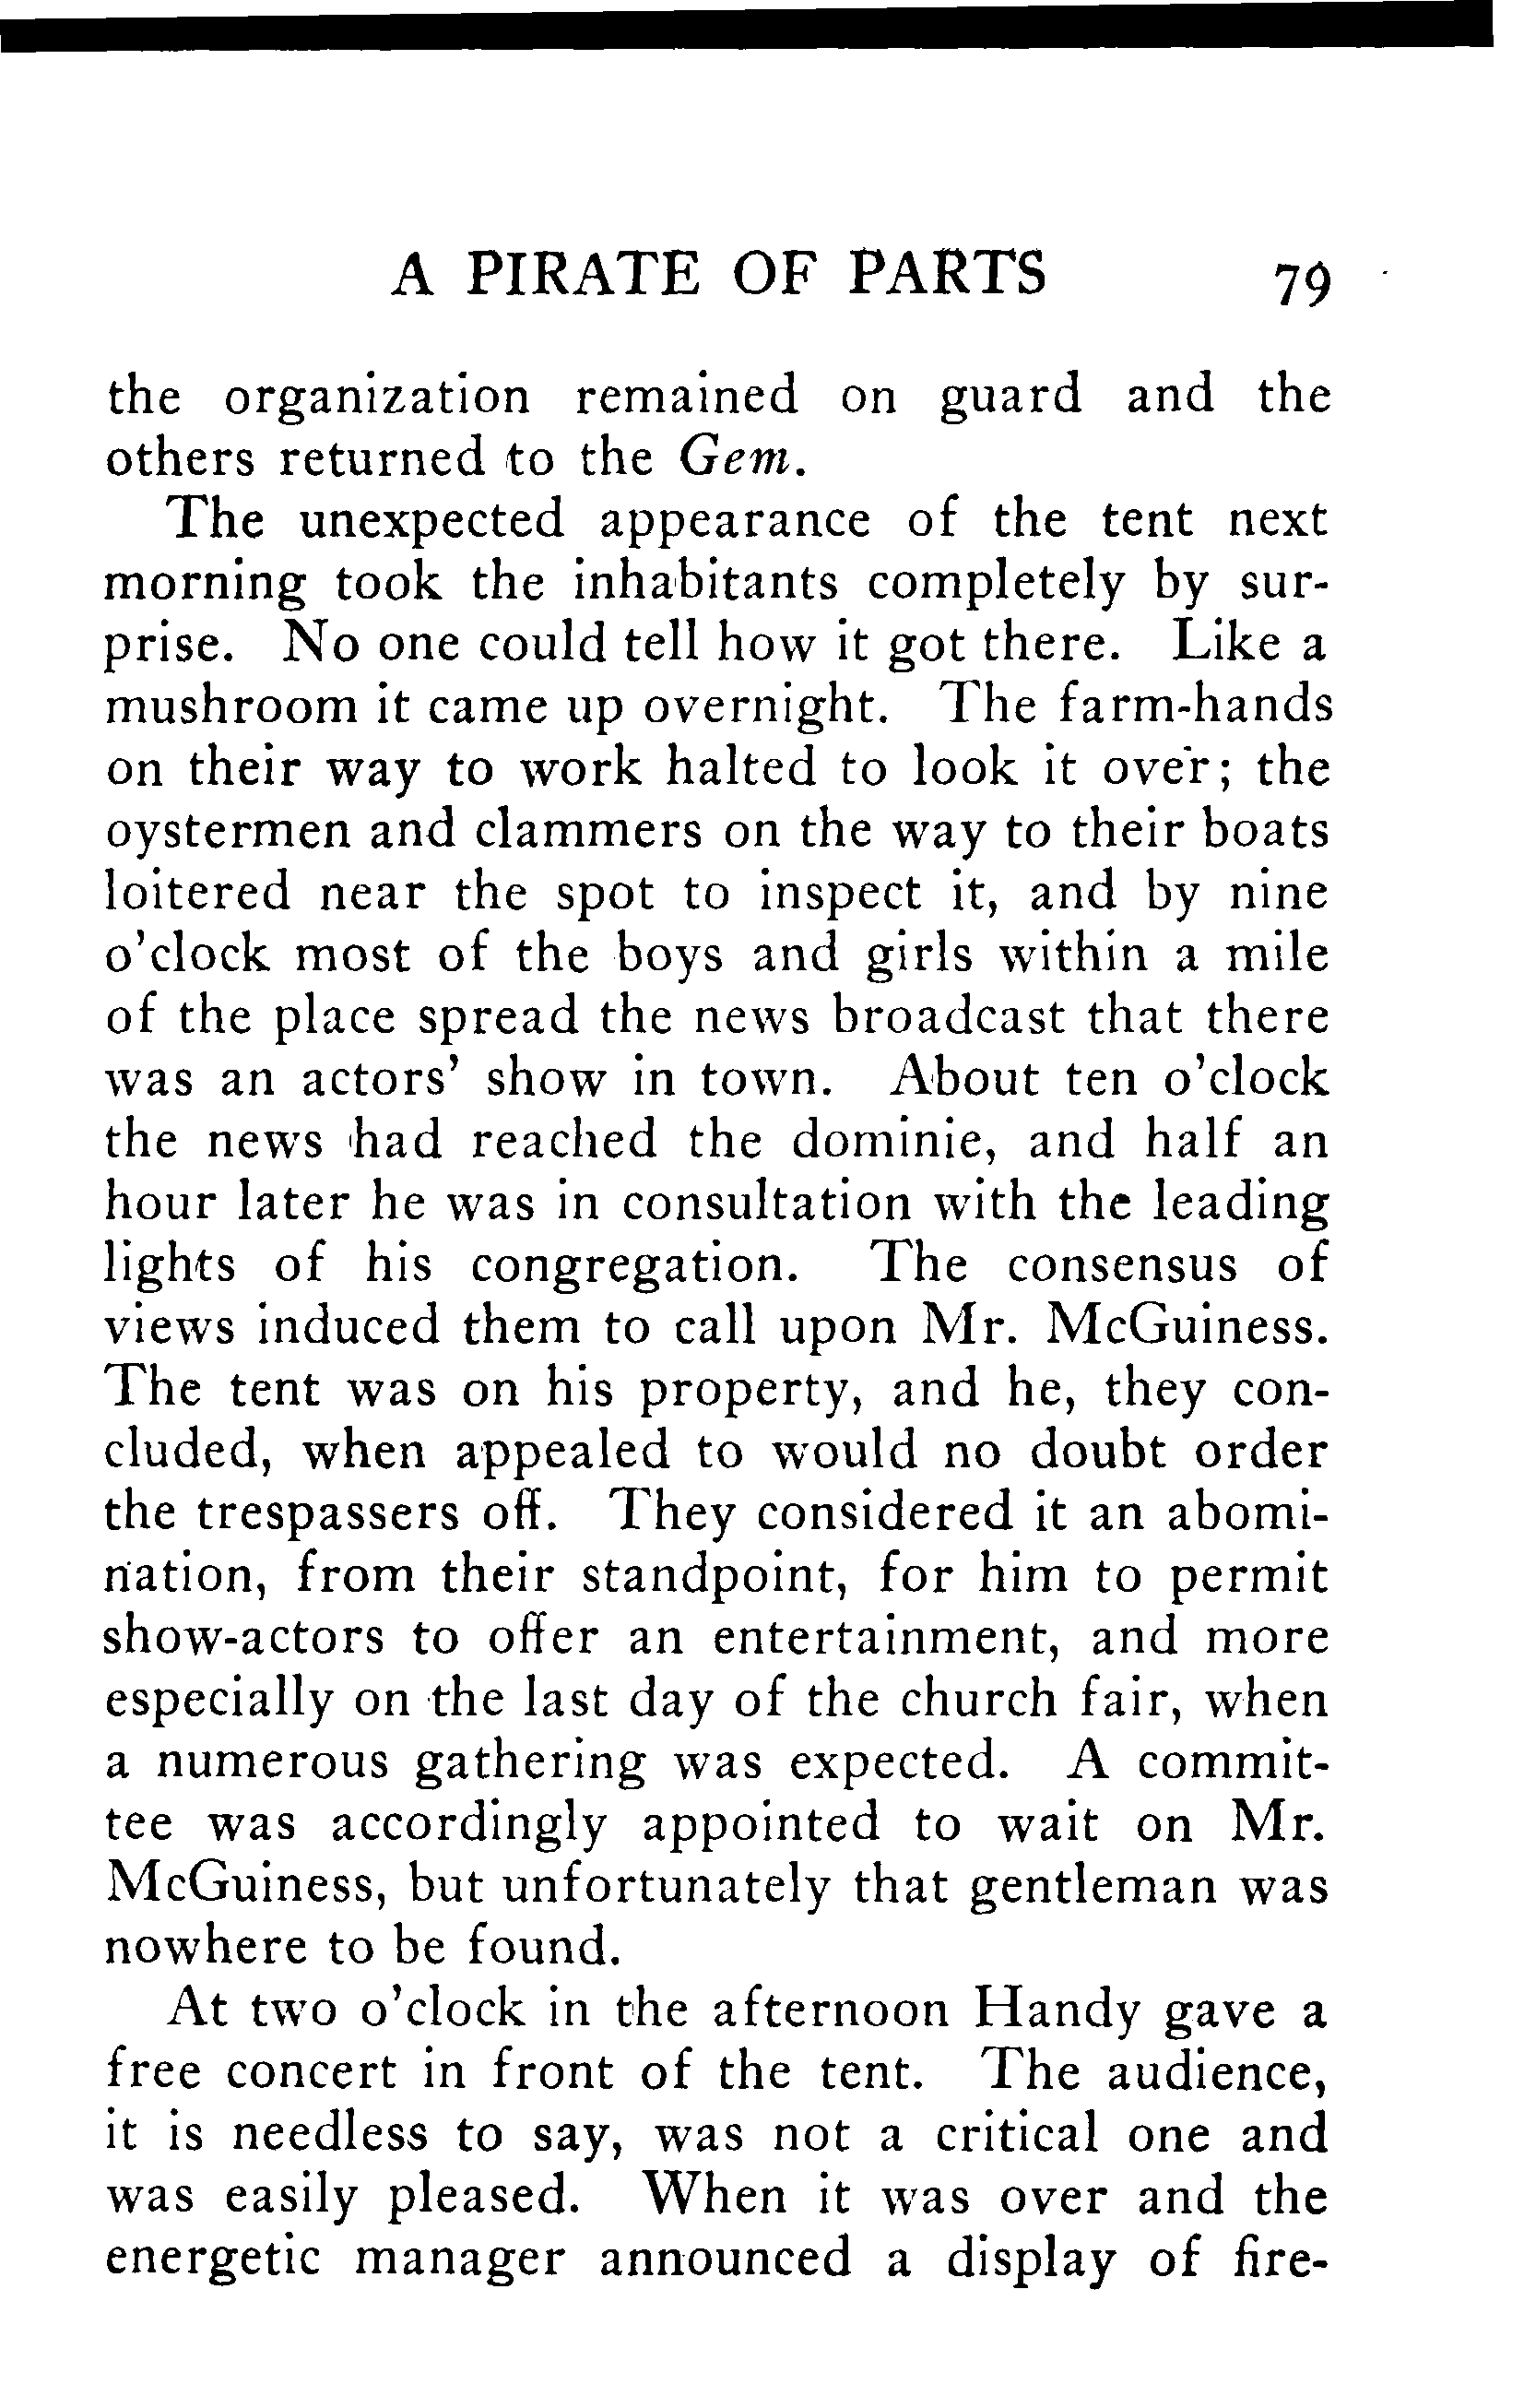 A PIRATE OF PARTS 79
the organization remained on guard and the
others returned to the Gem.
The unexpected appearance of the tent next
morning took the inhabitants completely by sur-
prise. No one could tell how it got there. Like a
mushroom it came up overnight. The farm-hands
on their way to work halted to look it over; the
oystermen and clammers on the way to their boats
loitered near the spot to inspect it, and by nine
o'clock most of the boys and girls within a mile
of the place spread the news broadcast that there
was an actors' show in town. About ten o'clock
the news had reached the dominie, and half an
hour later he was in consultation with the leading
lights of his congregation. The consensus of
views induced them to call upon Mr. McGuiness.
The tent was on his property, and he, they con-
cluded, when appealed to would no doubt order
the trespassers off. They considered it an abomi-
nation, from their standpoint, for him to permit
show-actors to offer an entertainment, and more
especially on the last day of the church fair, when
a numerous gathering was expected. A commit-
tee was accordingly appointed to wait on Mr.
McGuiness, but unfortunately that gentleman was
nowhere to be found.
At two o'clock in the afternoon Handy gave a
free concert in front of the tent. The audience,
it is needless to say, was not a critical one and
was easily pleased. When it was over and the
energetic manager announced a display of fire-